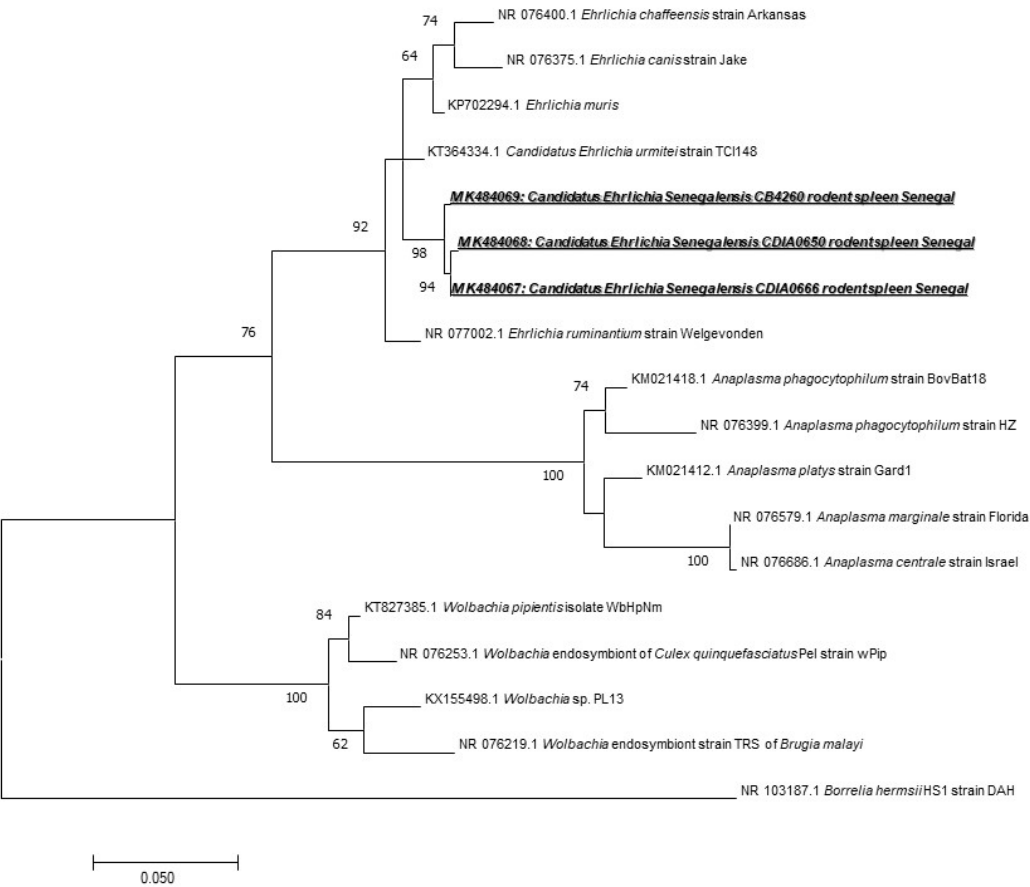 74
NR 076400.1 Ehrlichia chaffeensis strain Arkansas
64
NR 076375.1 Ehrlichia canis strain Jake
KP702294.1 Ehrlichia muris
KT364334.1 Candidatus Ehrlichia urmitei strain TCI148
MK484069: Candidatus Ehrlichia Senegalensis CB4260 rodent spleen Senegal
92
MK484068: Candidatus Ehrlichia Senegalensis CDIA0650 rodent spleen Senegal
98
MK484067: Candidatus Ehrlichia Senegalensis CDIA0666 rodent spleen Senegal
94
76
NR 077002.1 Ehrlichia ruminantium strain Welgevonden
KM021418.1 Anaplasma phagocytophilum strain BovBat18
74
NR 076399.1 Anaplasma phagocytophilum strain HZ
KM021412.1 Anaplasma platys strain Gard1
100
NR 076579.1 Anaplasma marginale strain Florida
100
NR 076686.1 Anaplasma centrale strain Israel
KT827385.1 Wolbachia pipientis isolate WbHpNm
84
NR 076253.1 Wolbachia endosymbiont of Culex quinquefasciatus Pel strain wPip
100
KX155498.1 Wolbachia sp. PL13
62
NR 076219.1 Wolbachia endosymbiont strain TRS of Brugia malayi
NR 103187.1 Borrelia hermsii HS1 strain DAH
0.050